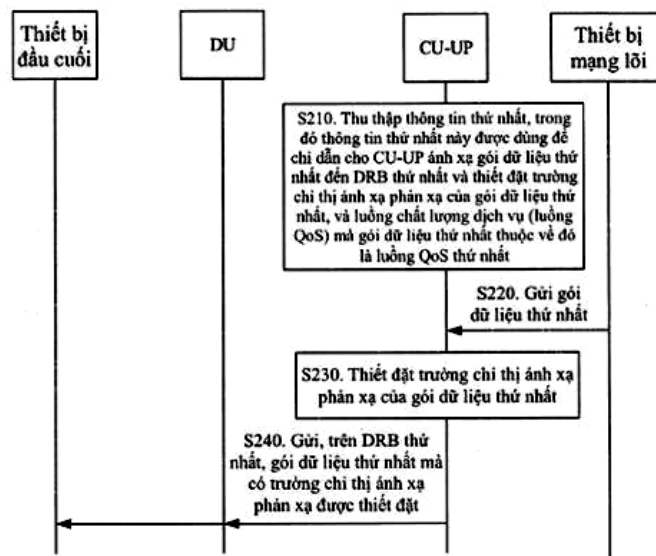 Thiết bị
đầu cuối
DU
CU-UP
Thiết bị
mạng lõi
S210. Thu thập thông tin thứ nhất, trong
đó thông tin thứ nhất này được dùng để
chỉ dẫn cho CU-UP ánh xạ gói dữ liệu thứ
nhất đến DRB thứ nhất và thiết đặt trường
chỉ thị ánh xạ phản xạ của gói dữ liệu thứ
nhất, và luồng chất lượng dịch vụ (luồng
QoS) mà gói dữ liệu thứ nhất thuộc về đó
là luồng QoS thứ nhất
S220. Gửi gói
dữ liệu thứ nhất
S230. Thiết đặt trường chỉ thị ánh xạ
phản xạ của gói dữ liệu thứ nhất
S240. Gửi, trên DRB thứ
nhất, gói dữ liệu thứ nhất mà
có trường chỉ thị ánh xạ
phản xạ được thiết đặt